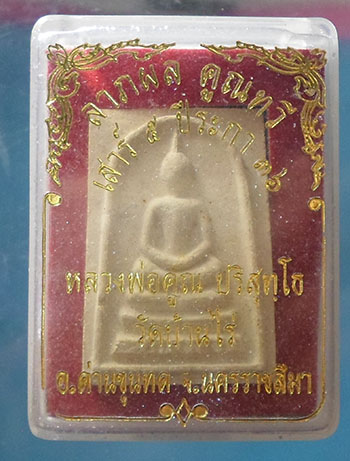 ลาภผล คูณทวี
เสาร์ ๕ ปีระกา ๓๖
หลวงพ่อคูณ ปริสุทฺโธ
วัดบ้านไร่
อ.ด่านขุนทด จ.นครราชสีมา